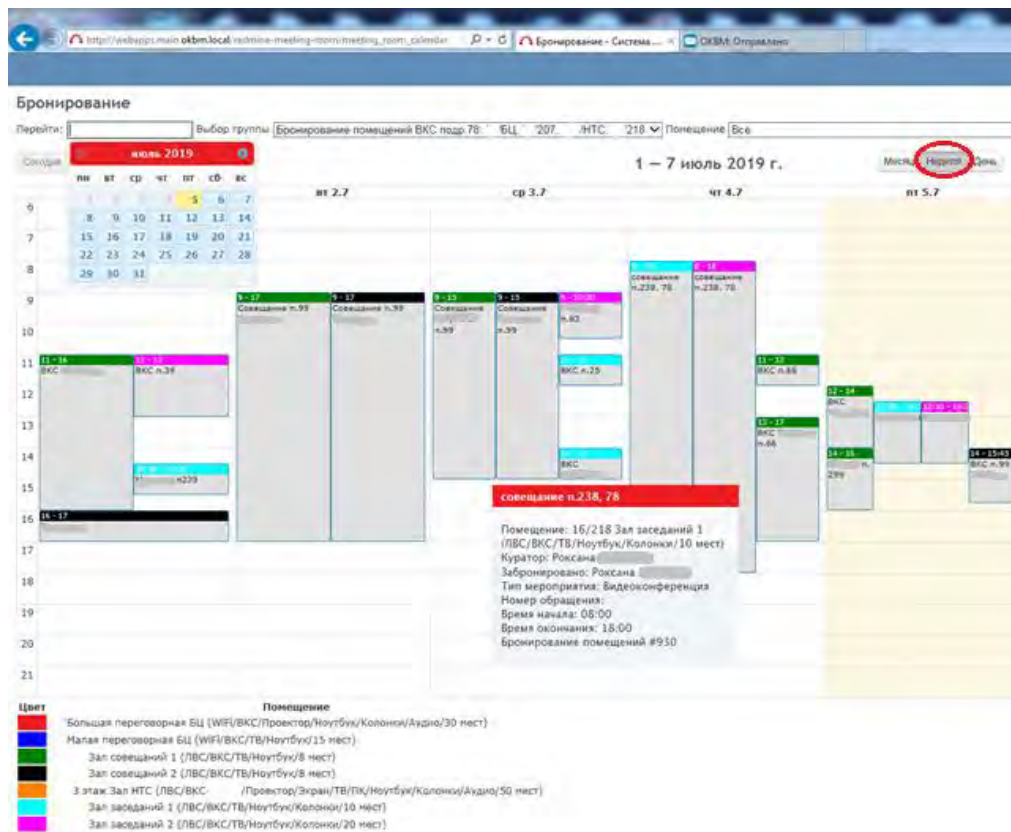 http://webapps.main.okbm.local/redmine-meeting-room/meeting_room_calendar
Бронирование - Система ...
ОКБМ: Отправлено
Бронирование
Перейти:
Выбор группы Бронирование помещений ВКС подр 78 БЦ 207 /НТС 218
Помещение Все
Сегодня
1 — 7 июль 2019 г.
Месяц Неделя День
июль 2019
пн вт ср чт пт сб вс
1 2 3 4 5 6 7
8 9 10 11 12 13 14
15 16 17 18 19 20 21
22 23 24 25 26 27 28
29 30 31
вт 2.7 ср 3.7 чт 4.7 пт 5.7
6
7
8
9
10
11
12
13
14
15
16
17
18
19
20
21
11 - 16
ВКС
ВКС п.39
п239
16 - 17
9 - 17
Совещание п.99
9 - 17
Совещание п.99
9 - 15
Совещание
п.99
9 - 15
Совещание
п.99
9 - 10:30
п.62
ВКС п.25
ВКС
совещание
п.238, 78
8 - 18
совещание
п.238, 78
11 - 12
ВКС п.66
13 - 17
ВКС
п.66
12 - 14
ВКС
14 - 16
п.
299
14 - 15:45
ВКС п.99
совещание п.238, 78
Помещение: 16/218 Зал заседаний 1
(ЛВС/ВКС/ТВ/Ноутбук/Колонки/10 мест)
Куратор: Роксана
Забронировано: Роксана
Тип мероприятия: Видеоконференция
Номер обращения:
Время начала: 08:00
Время окончания: 18:00
Бронирование помещений #930
Цвет Помещение
Большая переговорная БЦ (WiFi/ВКС/Проектор/Ноутбук/Колонки/Аудио/30 мест)
Малая переговорная БЦ (WiFi/ВКС/ТВ/Ноутбук/15 мест)
Зал совещаний 1 (ЛВС/ВКС/ТВ/Ноутбук/8 мест)
Зал совещаний 2 (ЛВС/ВКС/ТВ/Ноутбук/8 мест)
3 этаж Зал НТС (ЛВС/ВКС /Проектор/Экран/ТВ/ПК/Ноутбук/Колонки/Аудио/50 мест)
Зал заседаний 1 (ЛВС/ВКС/ТВ/Ноутбук/Колонки/10 мест)
Зал заседаний 2 (ЛВС/ВКС/ТВ/Ноутбук/Колонки/20 мест)